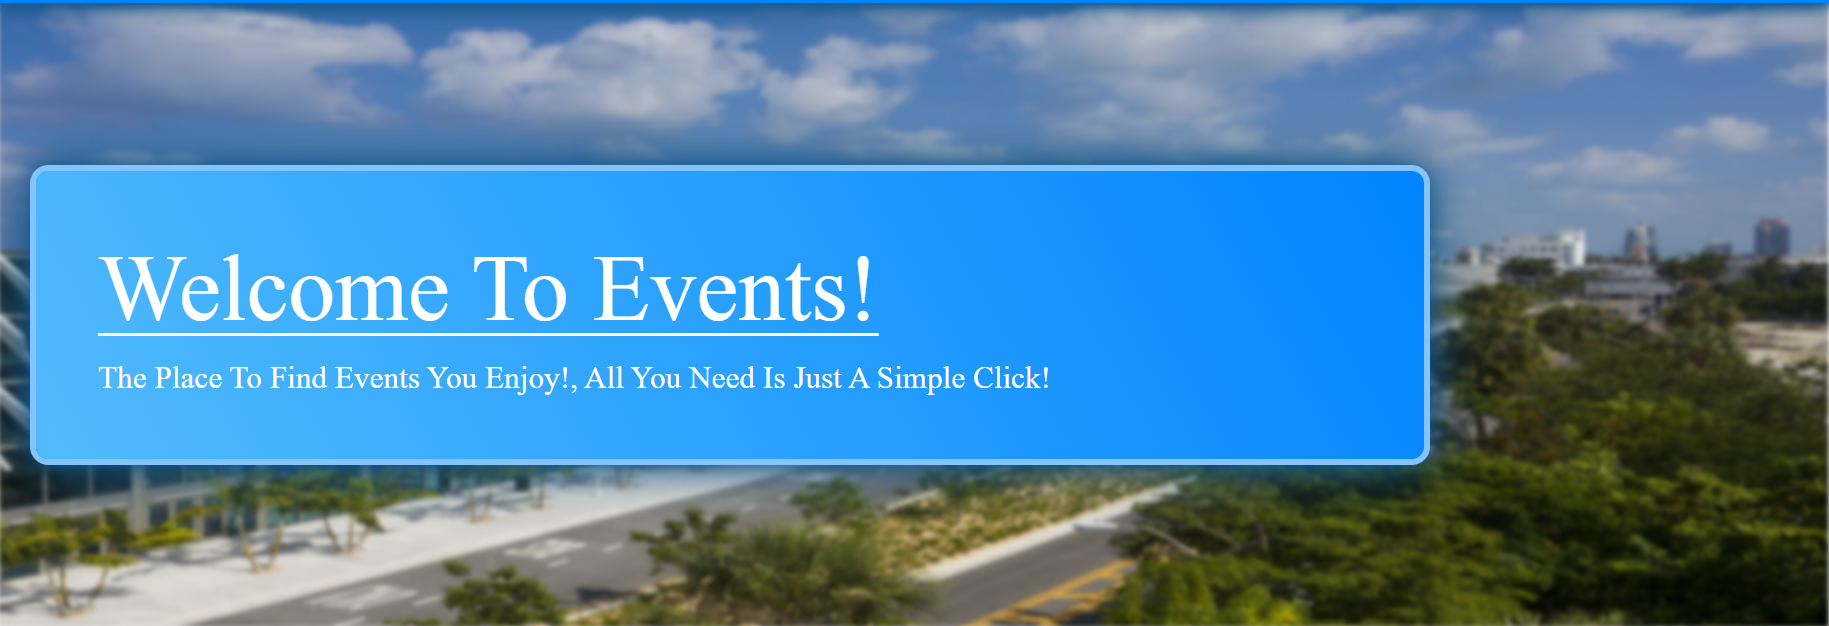 Welcome To Events!
The Place To Find Events You Enjoy!, All You Need Is Just A Simple Click!